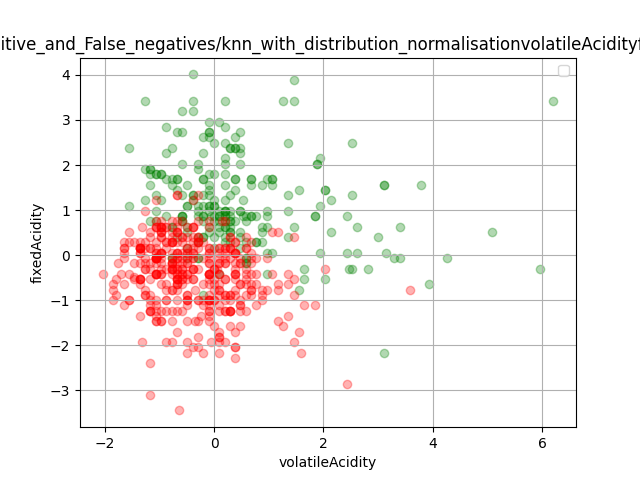 itive_and_False_negatives/knn_with_distribution_normalisationvolatileAcidityf
4
3
2
1
0
−1
−2
−3
fixedAcidity
−2 0 2 4 6
volatileAcidity